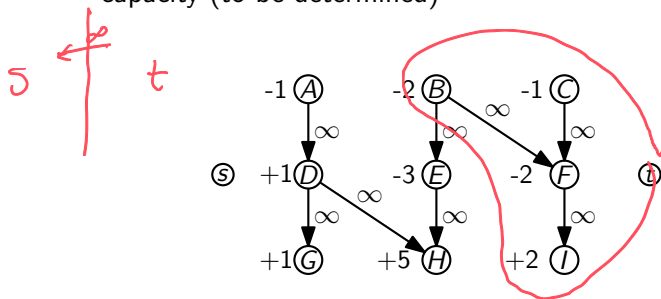 capacity (to be determined)
∞
s t
-1 A -2 B -1 C
∞ ∞ ∞ ∞
s +1 D -3 E -2 F t
∞ ∞ ∞ ∞
+1 G +5 H +2 I